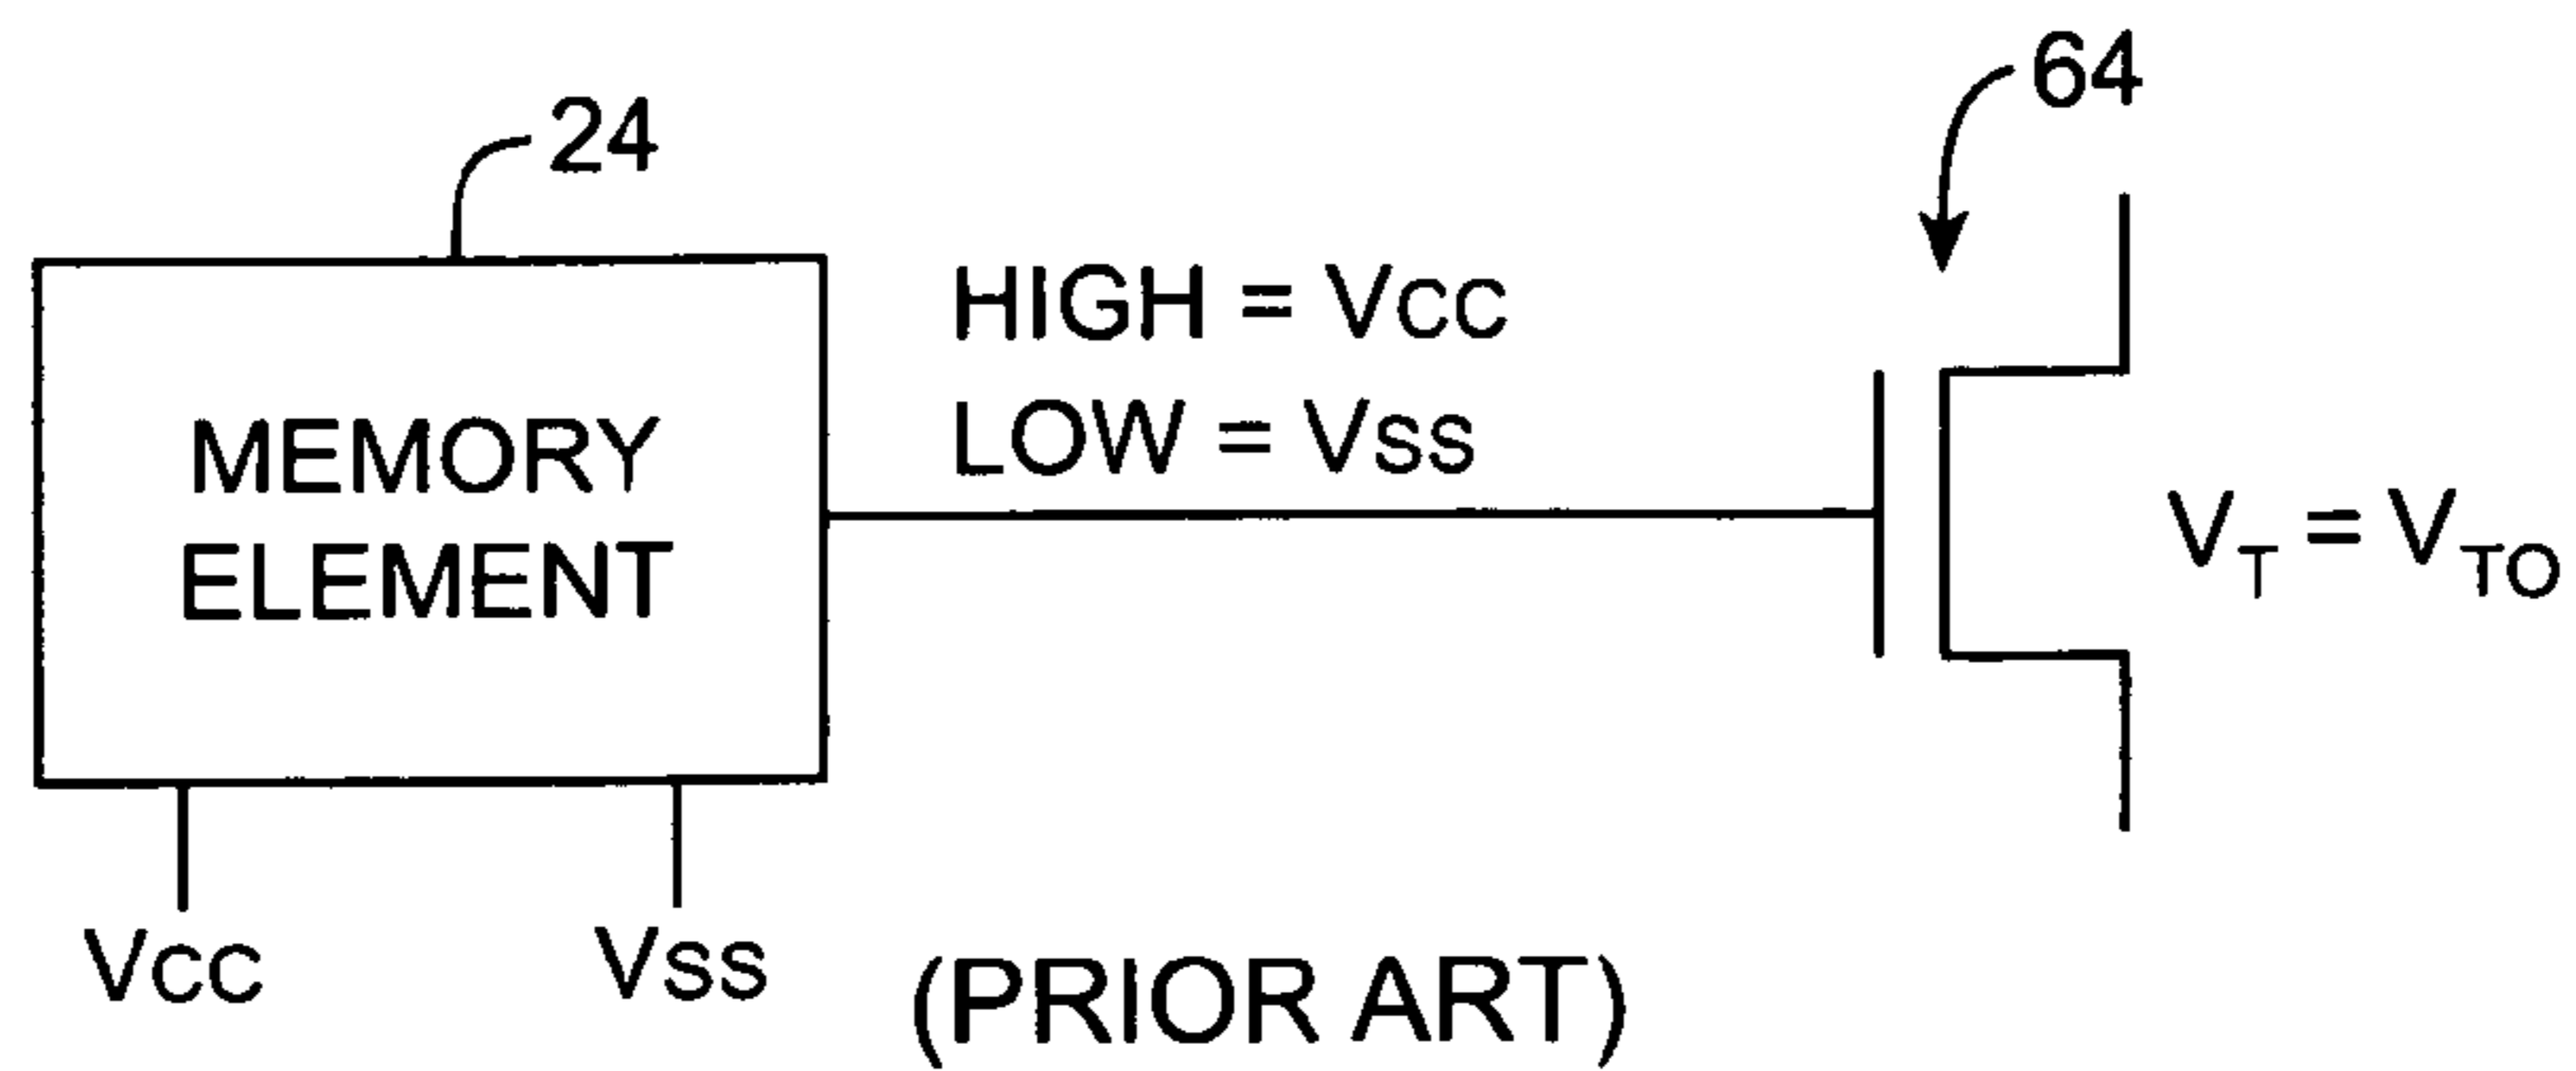 24
64
HIGH = VCC
LOW = VSS
MEMORY
ELEMENT
VT = VTO
VCC
VSS
(PRIOR ART)